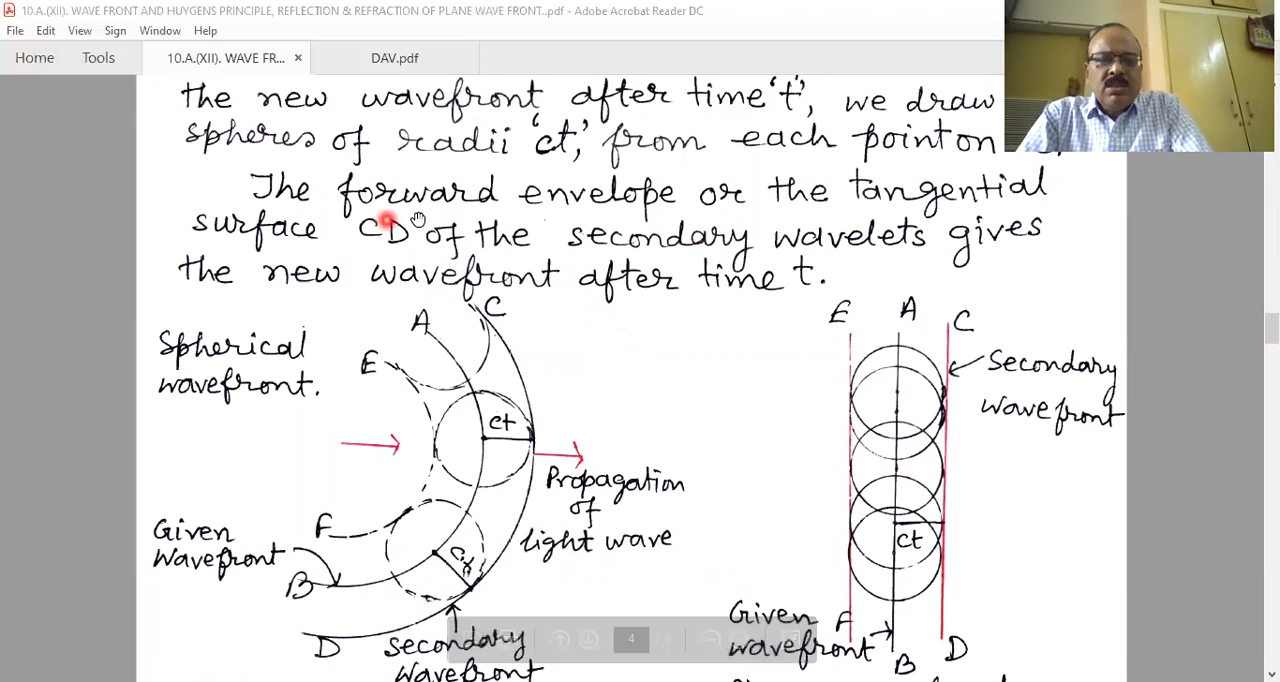 10.A.(XII). WAVE FRONT AND HUYGENS PRINCIPLE, REFLECTION & REFRACTION OF PLANE WAVE FRONT..pdf - Adobe Acrobat Reader DC
File Edit View Sign Window Help
Home Tools 10.A.(XII). WAVE FR... × DAV.pdf
the new wavefront after time 't', we draw
spheres of radii 'ct,' from each point on
The forward envelope or the tangential
surface CD of the secondary wavelets gives
the new wavefront after time t.
Spherical
wavefront.
A
C
E
ct
Propagation
of
light wave
F
Given
Wavefront
B
ct
D
Secondary
Wavefront
E A C
Secondary
Wavefront
ct
Given
wavefront
F
B
D
4